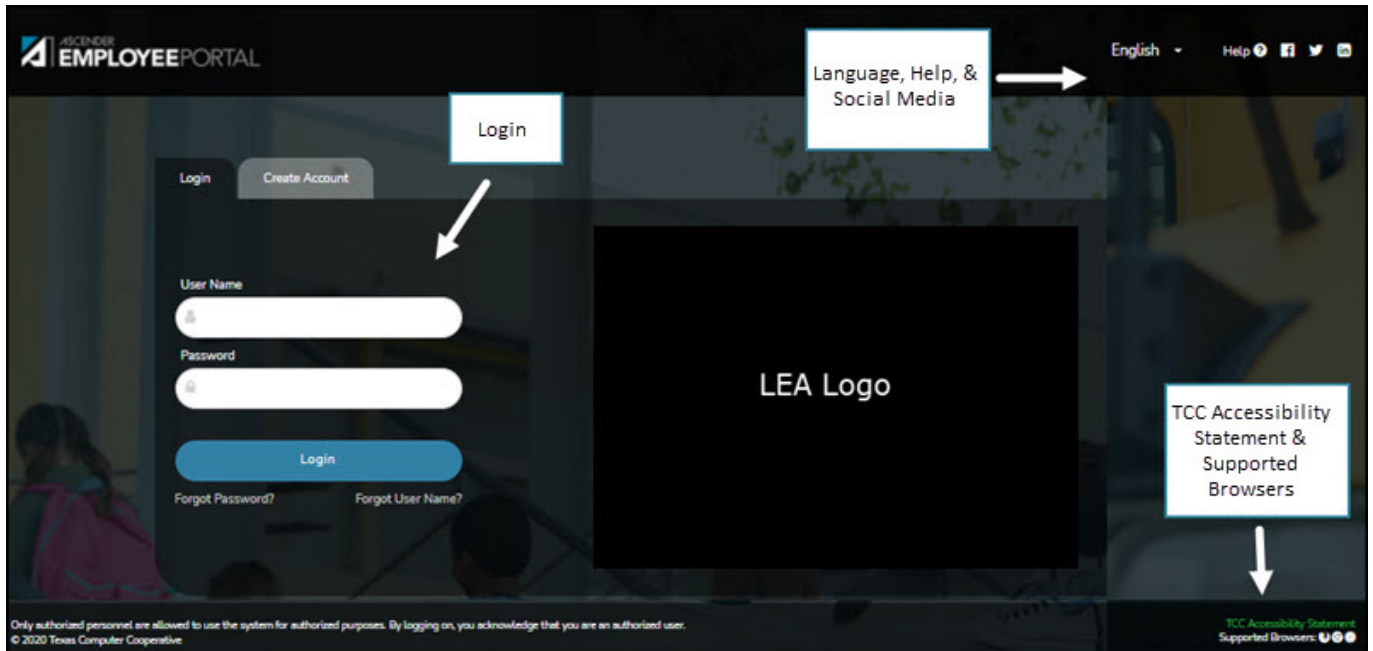 ASCENDER
EMPLOYEEPORTAL
Language, Help, &
Social Media
English
Help
Login
Login
Create Account
User Name
Password
Login
Forgot Password?
Forgot User Name?
LEA Logo
TCC Accessibility
Statement &
Supported
Browsers
Only authorized personnel are allowed to use the system for authorized purposes. By logging on, you acknowledge that you are an authorized user.
© 2020 Texas Computer Cooperative
TCC Accessibility Statement
Supported Browsers: